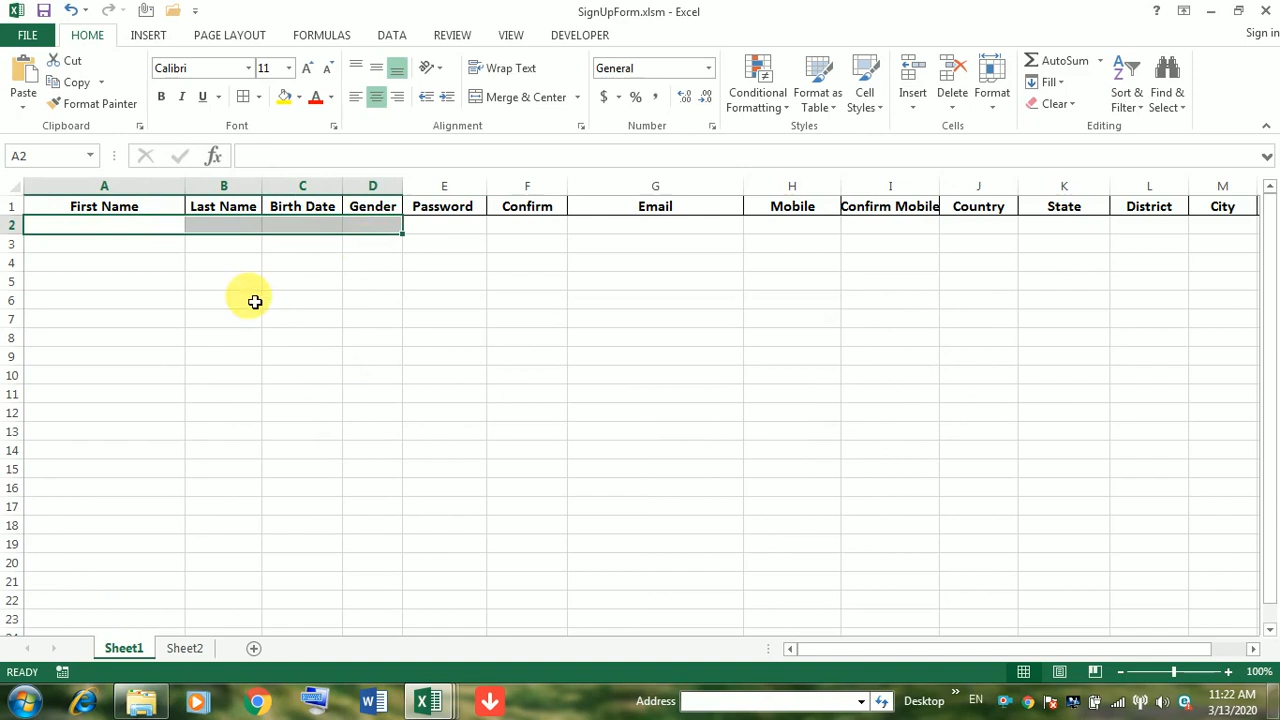 SignUpForm.xlsm - Excel
?
FILE HOME INSERT PAGE LAYOUT FORMULAS DATA REVIEW VIEW DEVELOPER Sign in
Paste
Cut
Copy
Format Painter
Clipboard
Calibri 11
B I U A
Font
Wrap Text
Merge & Center
Alignment
General
$ % ,
Number
Conditional Formatting
Format as Table
Cell Styles
Styles
Insert
Delete
Format
Cells
AutoSum
Fill
Clear
Sort & Filter
Find & Select
Editing
A2 fx
A B C D E F G H I J K L M
1 First Name Last Name Birth Date Gender Password Confirm Email Mobile Confirm Mobile Country State District City
2
3
4
5
6
7
8
9
10
11
12
13
14
15
16
17
18
19
20
21
22
23
24
Sheet1 Sheet2
READY 100%
Address Desktop EN 11:22 AM
3/13/2020